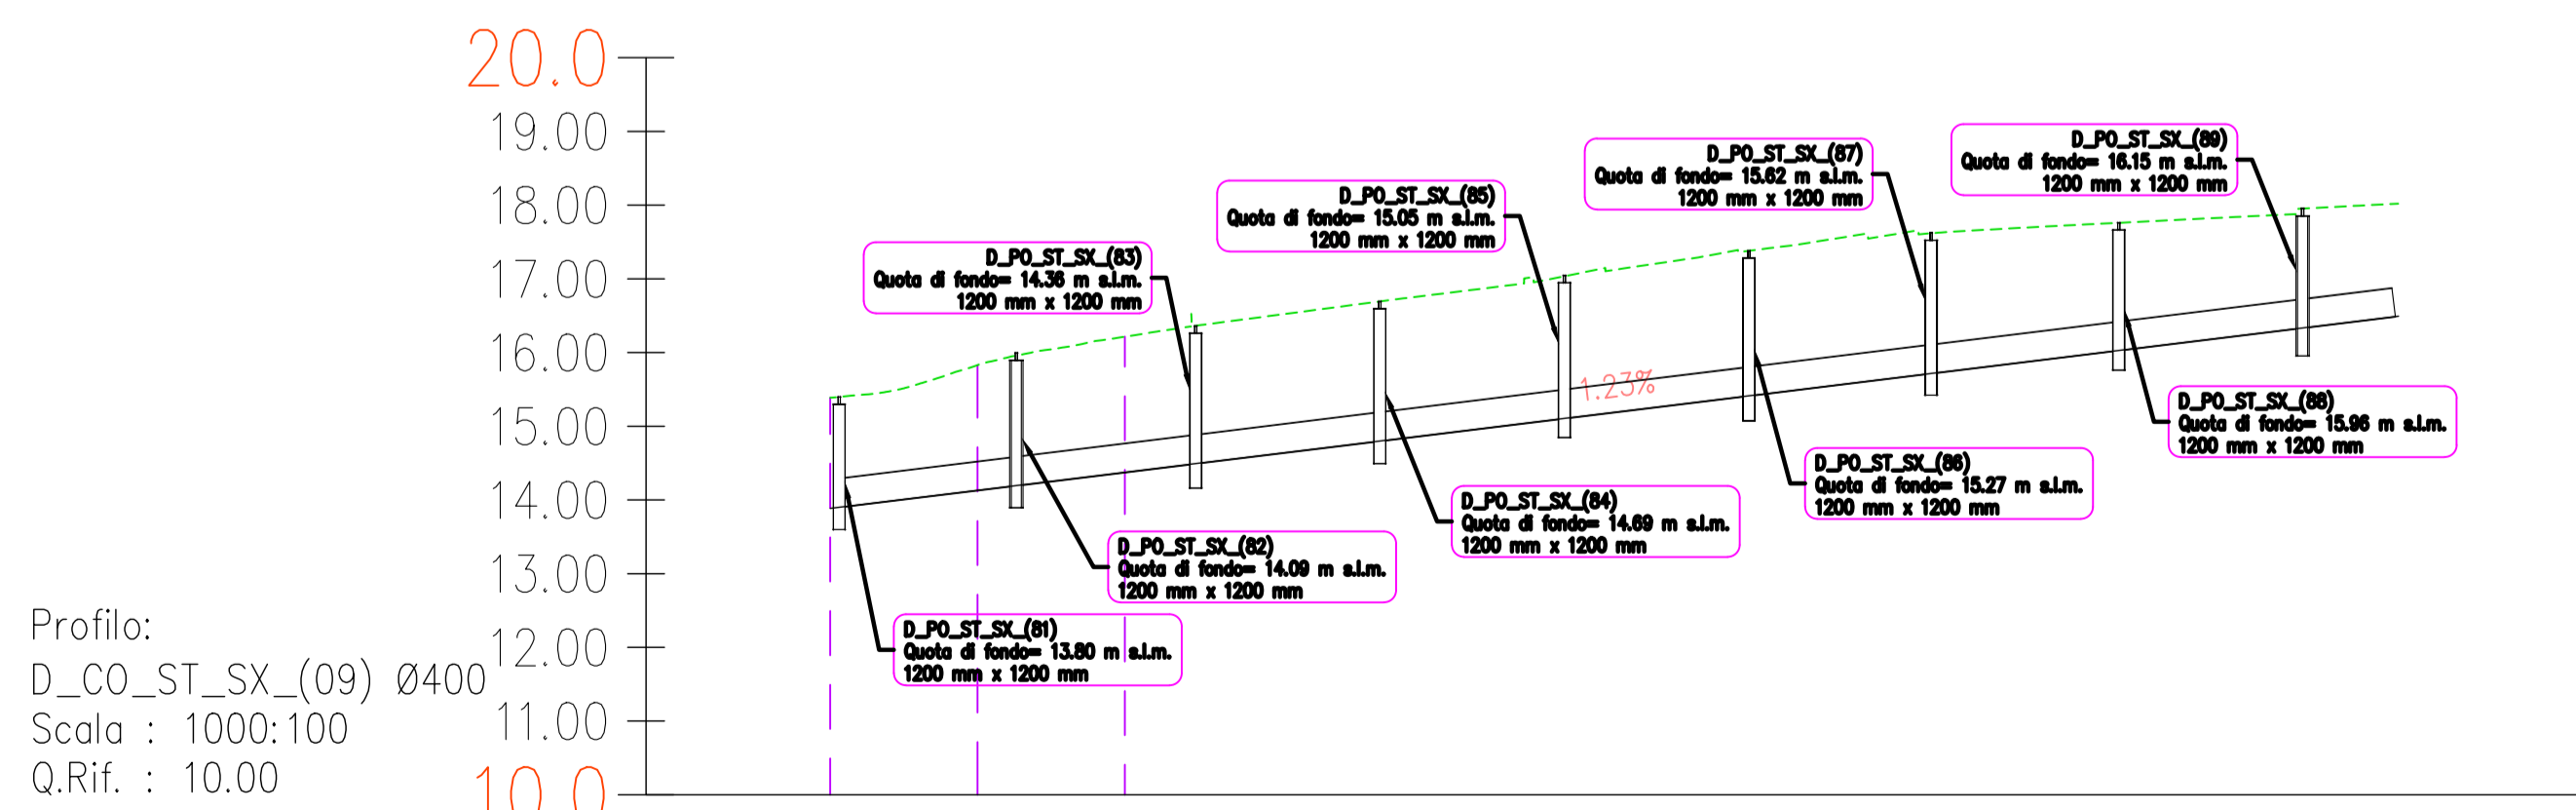 20.0
19.00
18.00
17.00
16.00
15.00
14.00
13.00
12.00
11.00
10.0
Profilo:
D_CO_ST_SX_(09) Ø400
Scala : 1000:100
Q.Rif. : 10.00
D_PO_ST_SX_(81)
Quota di fondo= 13.80 m s.l.m.
1200 mm x 1200 mm
D_PO_ST_SX_(82)
Quota di fondo= 14.09 m s.l.m.
1200 mm x 1200 mm
D_PO_ST_SX_(83)
Quota di fondo= 14.36 m s.l.m.
1200 mm x 1200 mm
D_PO_ST_SX_(84)
Quota di fondo= 14.69 m s.l.m.
1200 mm x 1200 mm
D_PO_ST_SX_(85)
Quota di fondo= 15.05 m s.l.m.
1200 mm x 1200 mm
1.23%
D_PO_ST_SX_(86)
Quota di fondo= 15.27 m s.l.m.
1200 mm x 1200 mm
D_PO_ST_SX_(87)
Quota di fondo= 15.62 m s.l.m.
1200 mm x 1200 mm
D_PO_ST_SX_(88)
Quota di fondo= 15.96 m s.l.m.
1200 mm x 1200 mm
D_PO_ST_SX_(89)
Quota di fondo= 16.15 m s.l.m.
1200 mm x 1200 mm